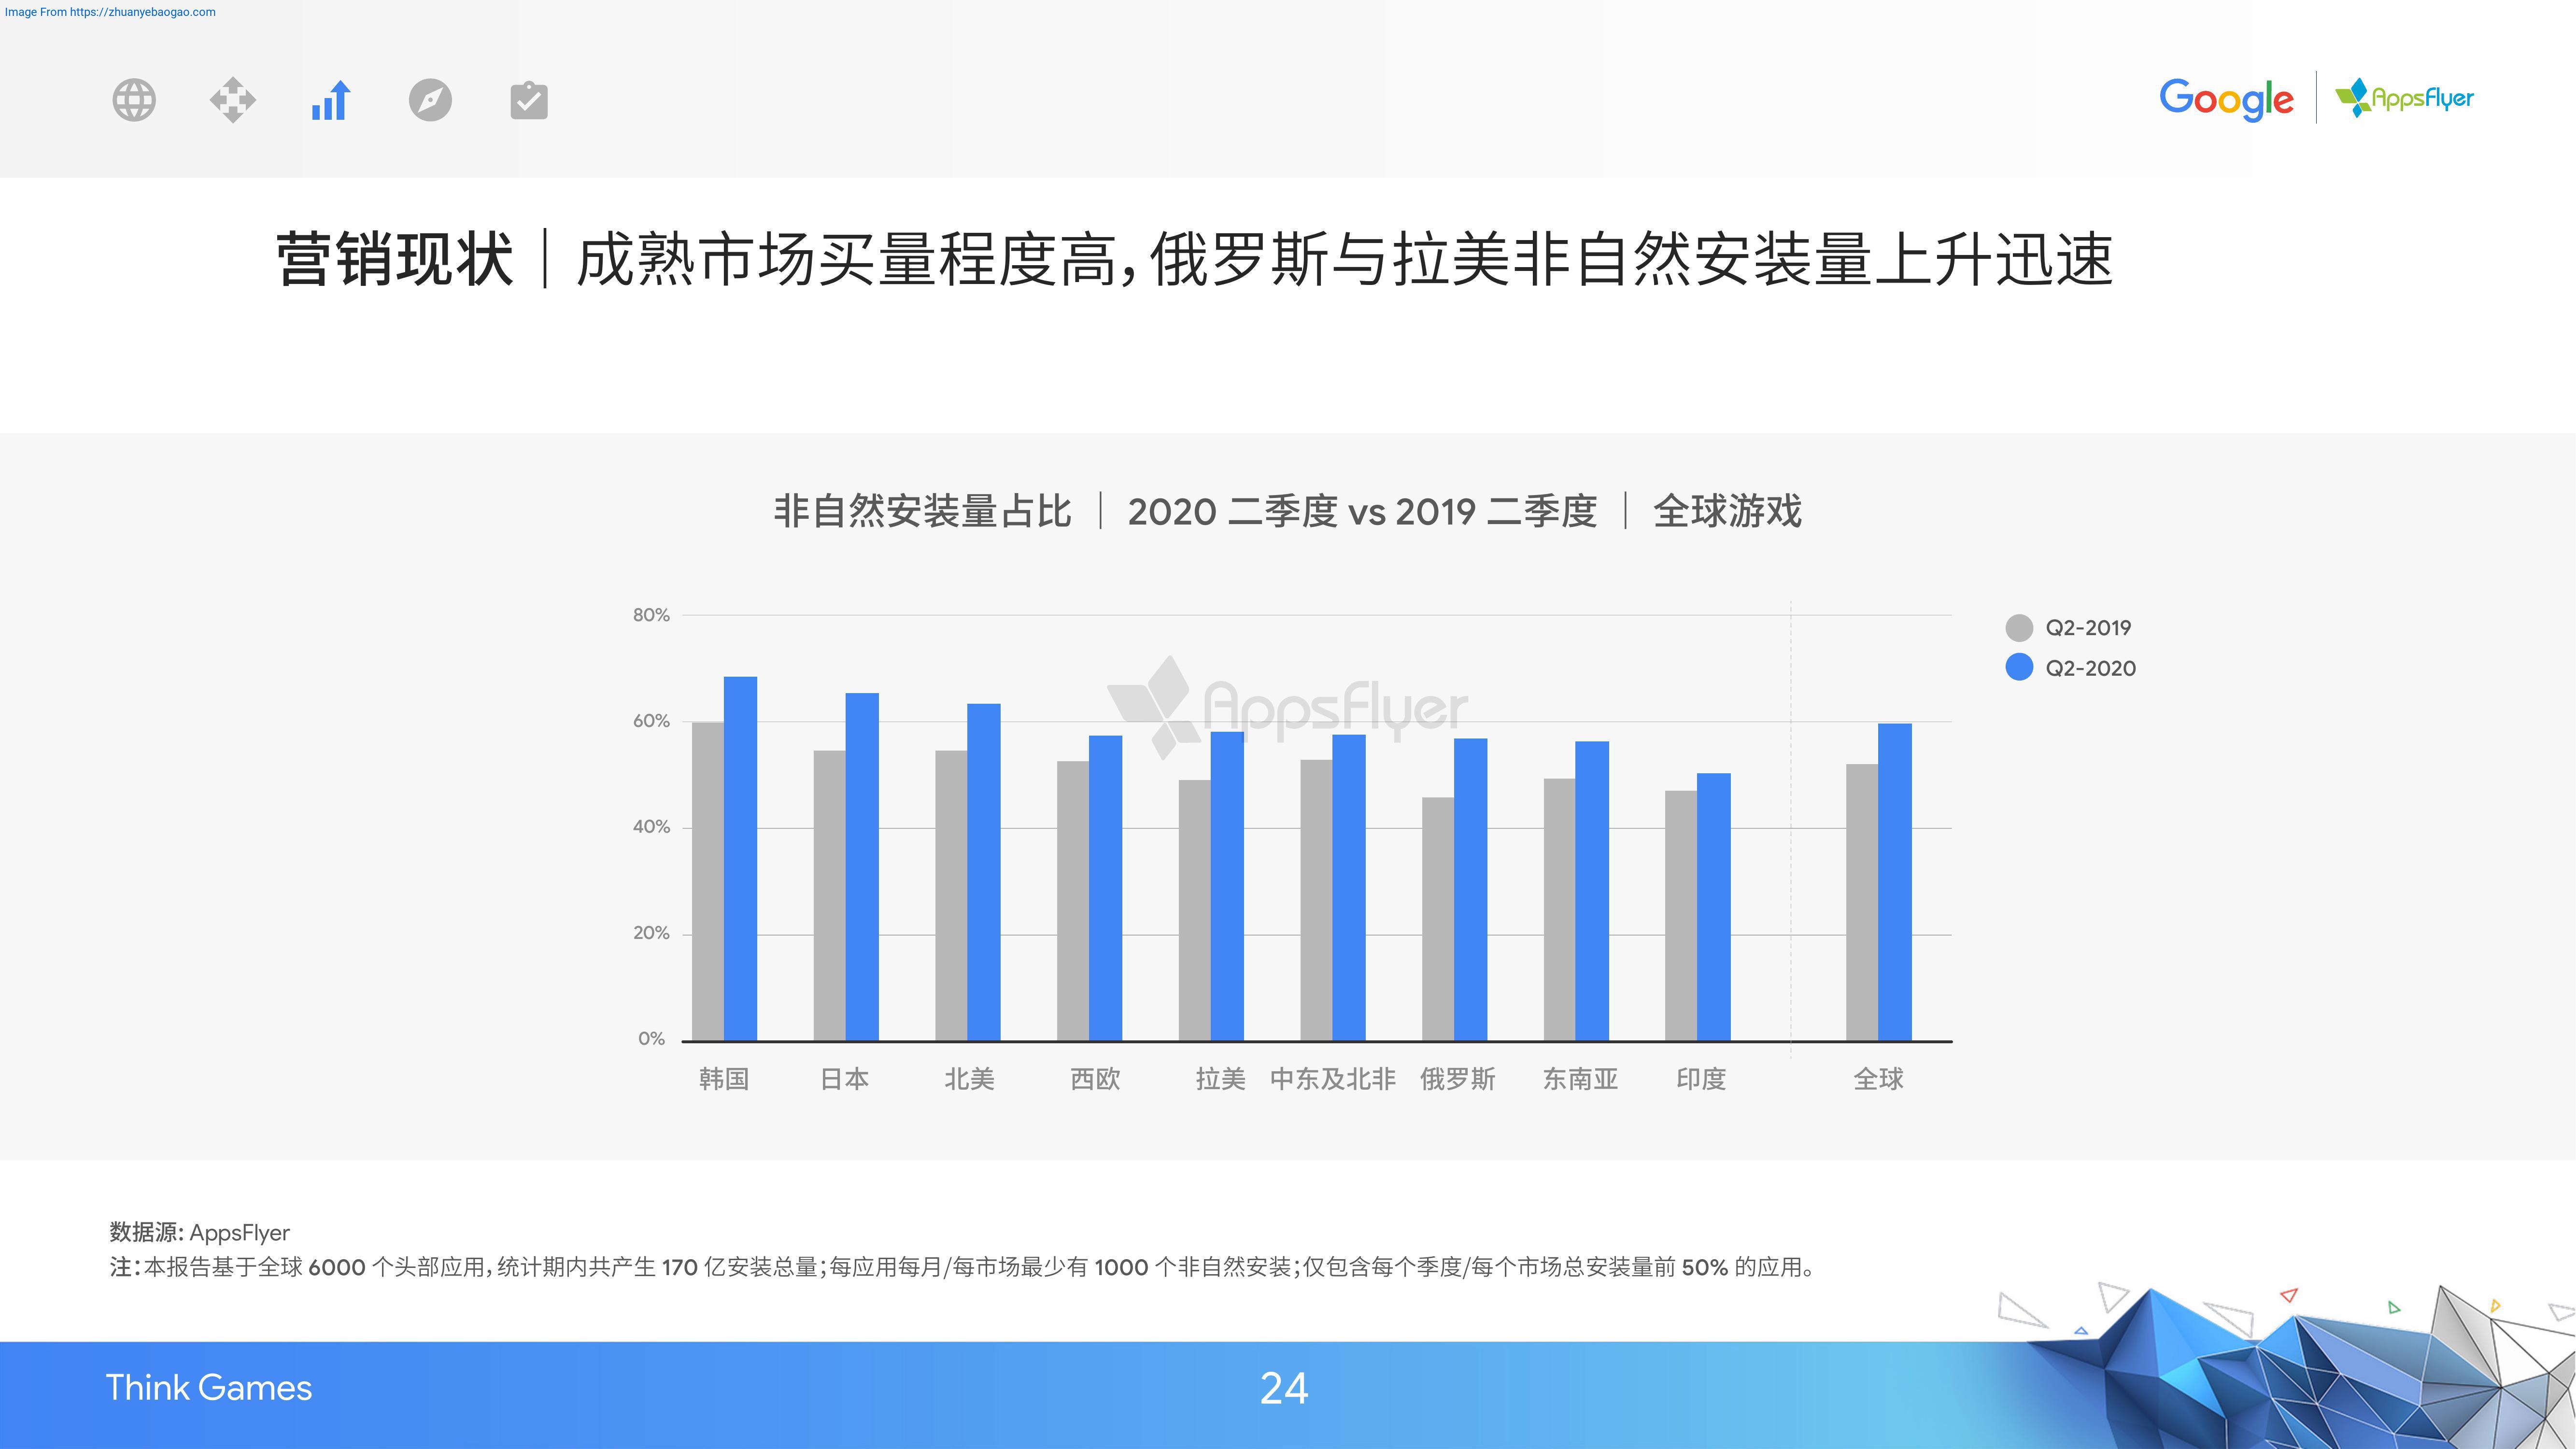 Image From https://zhuanyebaogao.com
Google
AppsFlyer
营销现状｜成熟市场买量程度高，俄罗斯与拉美非自然安装量上升迅速
非自然安装量占比｜2020 二季度 vs 2019 二季度｜全球游戏
80%
60%
40%
20%
0%
AppsFlyer
Q2-2019
Q2-2020
韩国 日本 北美 西欧 拉美 中东及北非 俄罗斯 东南亚 印度 全球
数据源: AppsFlyer
注：本报告基于全球 6000 个头部应用，统计期内共产生 170 亿安装总量；每应用每月/每市场最少有 1000 个非自然安装；仅包含每个季度/每个市场总安装量前 50% 的应用。
Think Games
24